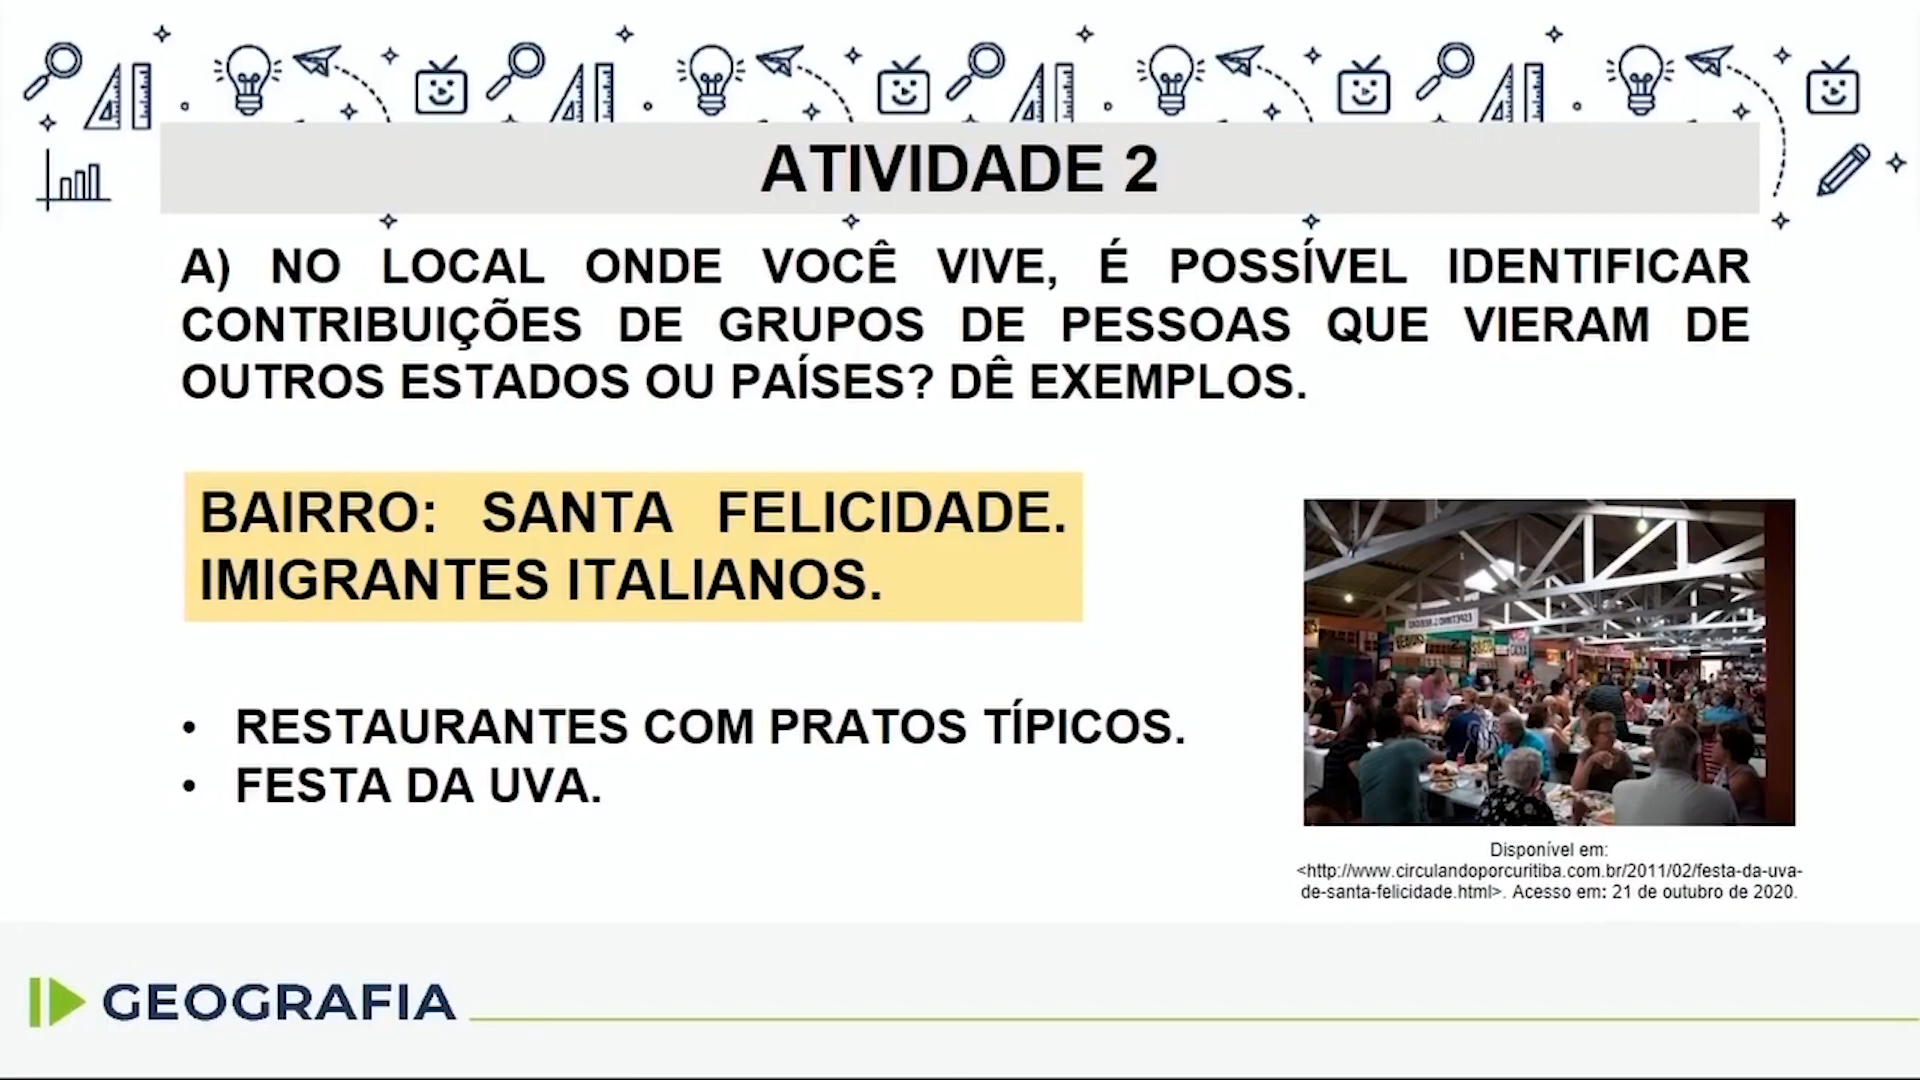 ATIVIDADE 2
A) NO LOCAL ONDE VOCÊ VIVE, É POSSÍVEL IDENTIFICAR
CONTRIBUIÇÕES DE GRUPOS DE PESSOAS QUE VIERAM DE
OUTROS ESTADOS OU PAÍSES? DÊ EXEMPLOS.
BAIRRO: SANTA FELICIDADE.
IMIGRANTES ITALIANOS.
• RESTAURANTES COM PRATOS TÍPICOS.
• FESTA DA UVA.
CAIXA
Disponível em:
<http://www.circulandoporcuritiba.com.br/2011/02/festa-da-uva-
de-santa-felicidade.html>. Acesso em: 21 de outubro de 2020.
GEOGRAFIA